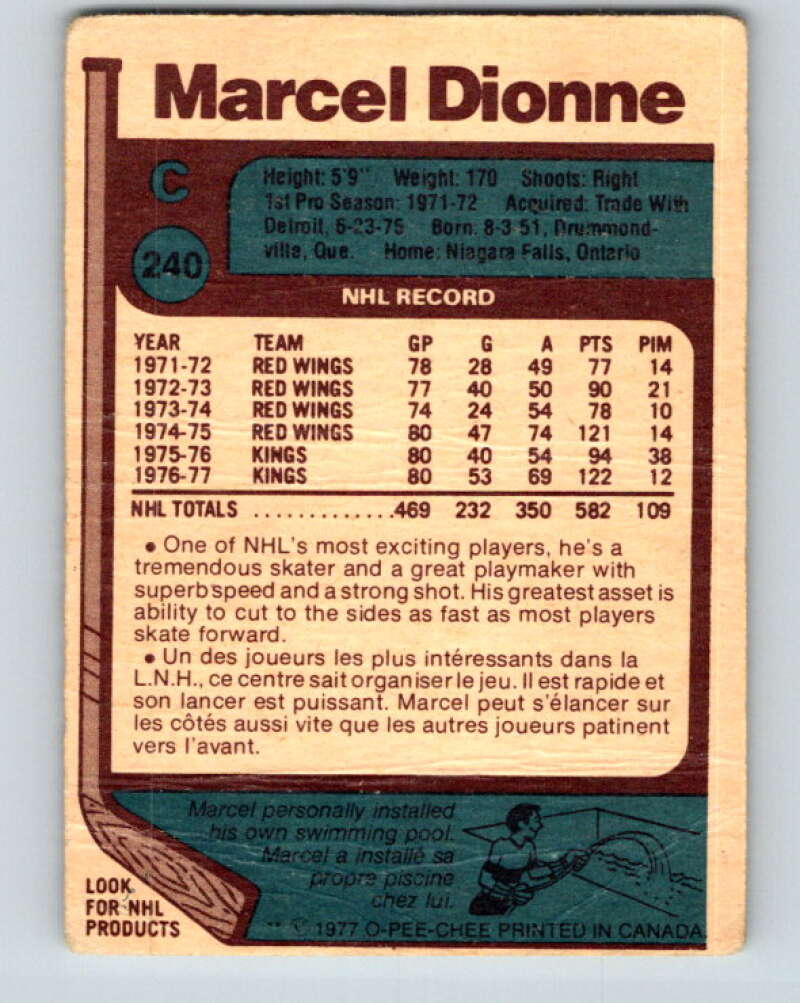 Marcel Dionne
C
Height: 5'9" Weight: 170 Shoots: Right
1st Pro Season: 1971-72 Acquired: Trade With
Detroit, 6-23-75 Born: 8-3-51, Drummond-
ville, Que. Home: Niagara Falls, Ontario
240
NHL RECORD
YEAR TEAM GP G A PTS PIM
1971-72 RED WINGS 78 28 49 77 14
1972-73 RED WINGS 77 40 50 90 21
1973-74 RED WINGS 74 24 54 78 10
1974-75 RED WINGS 80 47 74 121 14
1975-76 KINGS 80 40 54 94 38
1976-77 KINGS 80 53 69 122 12
NHL TOTALS .............469 232 350 582 109
• One of NHL's most exciting players, he's a
tremendous skater and a great playmaker with
superb speed and a strong shot. His greatest asset is
ability to cut to the sides as fast as most players
skate forward.
• Un des joueurs les plus intéressants dans la
L.N.H., ce centre sait organiser le jeu. Il est rapide et
son lancer est puissant. Marcel peut s'élancer sur
les côtés aussi vite que les autres joueurs patinent
vers l'avant.
Marcel personally installed
his own swimming pool.
Marcel a installé sa
propre piscine
chez lui.
LOOK
FOR NHL
PRODUCTS
** © 1977 O-PEE-CHEE PRINTED IN CANADA